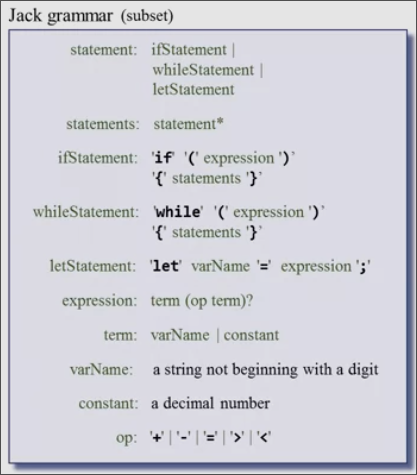 Jack grammar (subset)
statement: ifStatement |
whileStatement |
letStatement
statements: statement*
ifStatement: 'if' '(' expression ')'
'{' statements '}'
whileStatement: 'while' '(' expression ')'
'{' statements '}'
letStatement: 'let' varName '=' expression ';'
expression: term (op term)?
term: varName | constant
varName: a string not beginning with a digit
constant: a decimal number
op: '+' | '-' | '=' | '>' | '<'